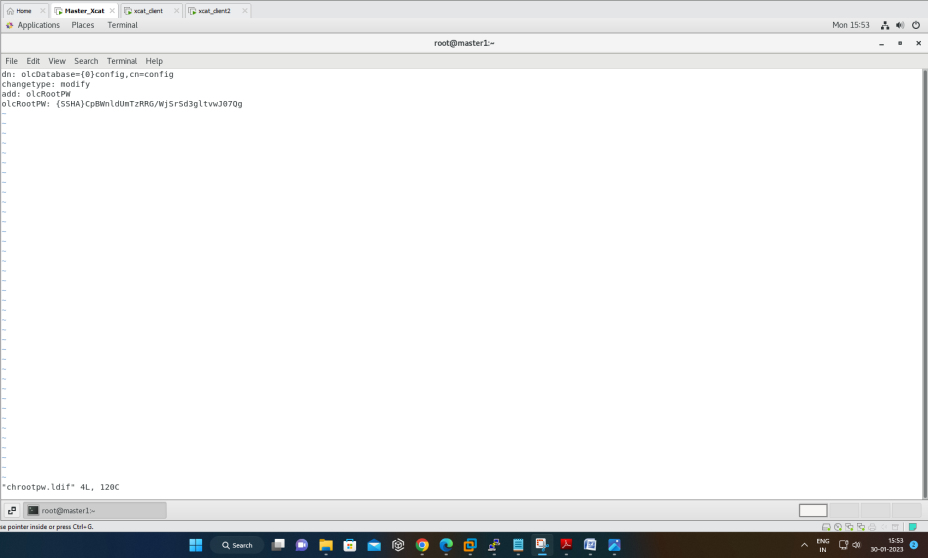 Home Master_Xcat xcat_client xcat_client2
Applications Places Terminal Mon 15:53
root@master1:~
File Edit View Search Terminal Help
dn: olcDatabase={0}config,cn=config
changetype: modify
add: olcRootPW
olcRootPW: {SSHA}CpBWnldUmTzRRG/WjSrSd3gltvwJ07Qg
"chrootpw.ldif" 4L, 120C
root@master1:~
se pointer inside or press Ctrl+G.
Search
ENG
IN
15:53
30-01-2023
2